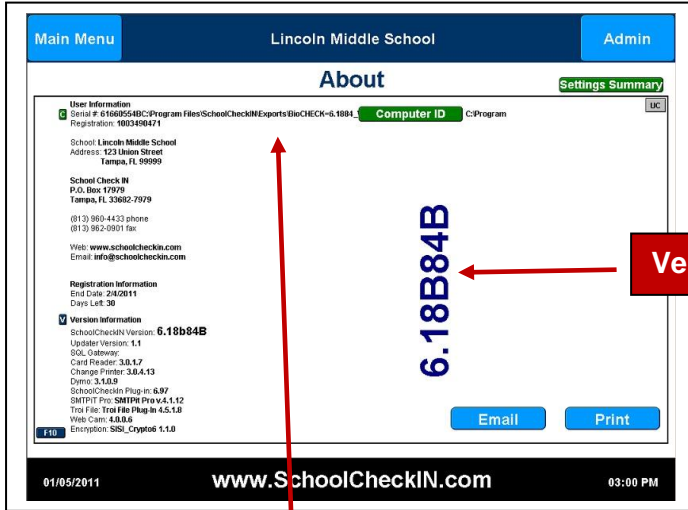 Main Menu
Lincoln Middle School
Admin
About
Settings Summary
User Information
C Serial #: 61660554BC:\Program Files\SchoolCheckIN\Exports\BioCHECK=6.1884_ Computer ID C:\Program
UC
Registration: 1003490471
School: Lincoln Middle School
Address: 123 Union Street
Tampa, FL 99999
School Check IN
P.O. Box 17979
Tampa, FL 33682-7979
(813) 960-4433 phone
(813) 962-0901 fax
Web: www.schoolcheckin.com
Email: info@schoolcheckin.com
6.18B84B
Ve
Registration Information
End Date: 2/4/2011
Days Left: 30
V Version Information
SchoolCheckIN Version: 6.18b84B
Updater Version: 1.1
SQL Gateway:
Card Reader: 3.0.1.7
Change Printer: 3.0.4.13
Dymo: 3.1.0.9
SchoolCheckIn Plug-in: 6.97
SMTPiT Pro: SMTPit Pro v.4.1.12
Troi File: Troi File Plug-In 4.5.1.8
Web Cam: 4.0.0.6
Encryption: SISI_Crypto6 1.1.0
F10
Email
Print
01/05/2011
www.SchoolCheckIN.com
03:00 PM